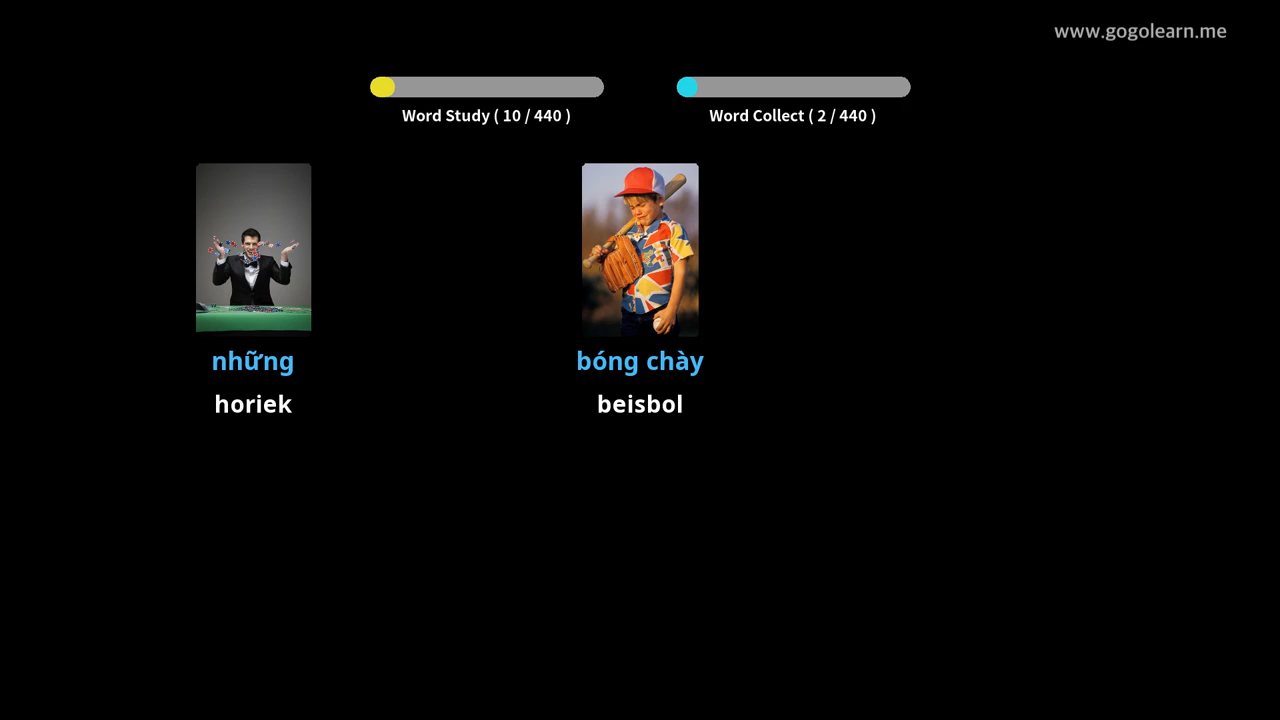 www.gogolearn.me
Word Study ( 10 / 440 )
Word Collect ( 2 / 440 )
những
horiek
bóng chày
beisbol